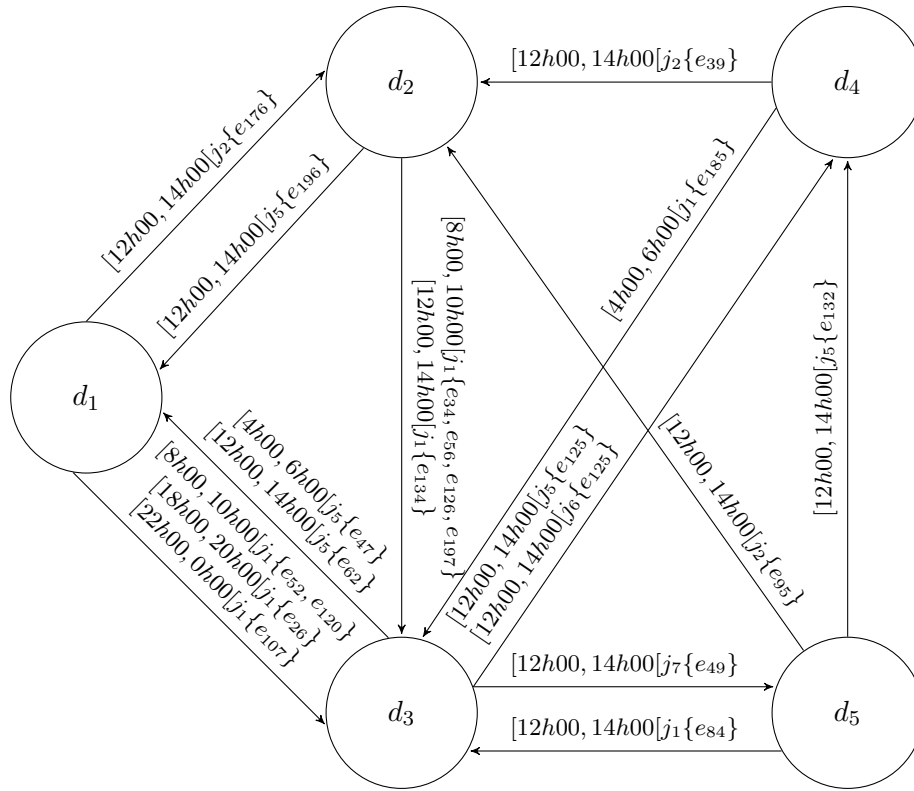 d₂
d₄
[12h00, 14h00[j₂{e₃₉}
[12h00, 14h00[j₂{e₁₇₆}
[12h00, 14h00[j₅{e₁₉₆}
[4h00, 6h00[j₁{e₁₈₅}
[8h00, 10h00[j₁{e₃₄, e₅₆, e₁₂₆, e₁₉₇}
[12h00, 14h00[j₁{e₁₃₄}
[12h00, 14h00[j₅{e₁₃₂}
d₁
[4h00, 6h00[j₅{e₄₇}
[12h00, 14h00[j₅{e₆₂}
[8h00, 10h00[j₁{e₅₂, e₁₂₀}
[18h00, 20h00[j₁{e₂₆}
[22h00, 0h00[j₁{e₁₀₇}
[12h00, 14h00[j₅{e₁₂₅}
[12h00, 14h00[j₆{e₁₂₅}
[12h00, 14h00[j₂{e₉₅}
d₃
[12h00, 14h00[j₇{e₄₉}
[12h00, 14h00[j₁{e₈₄}
d₅